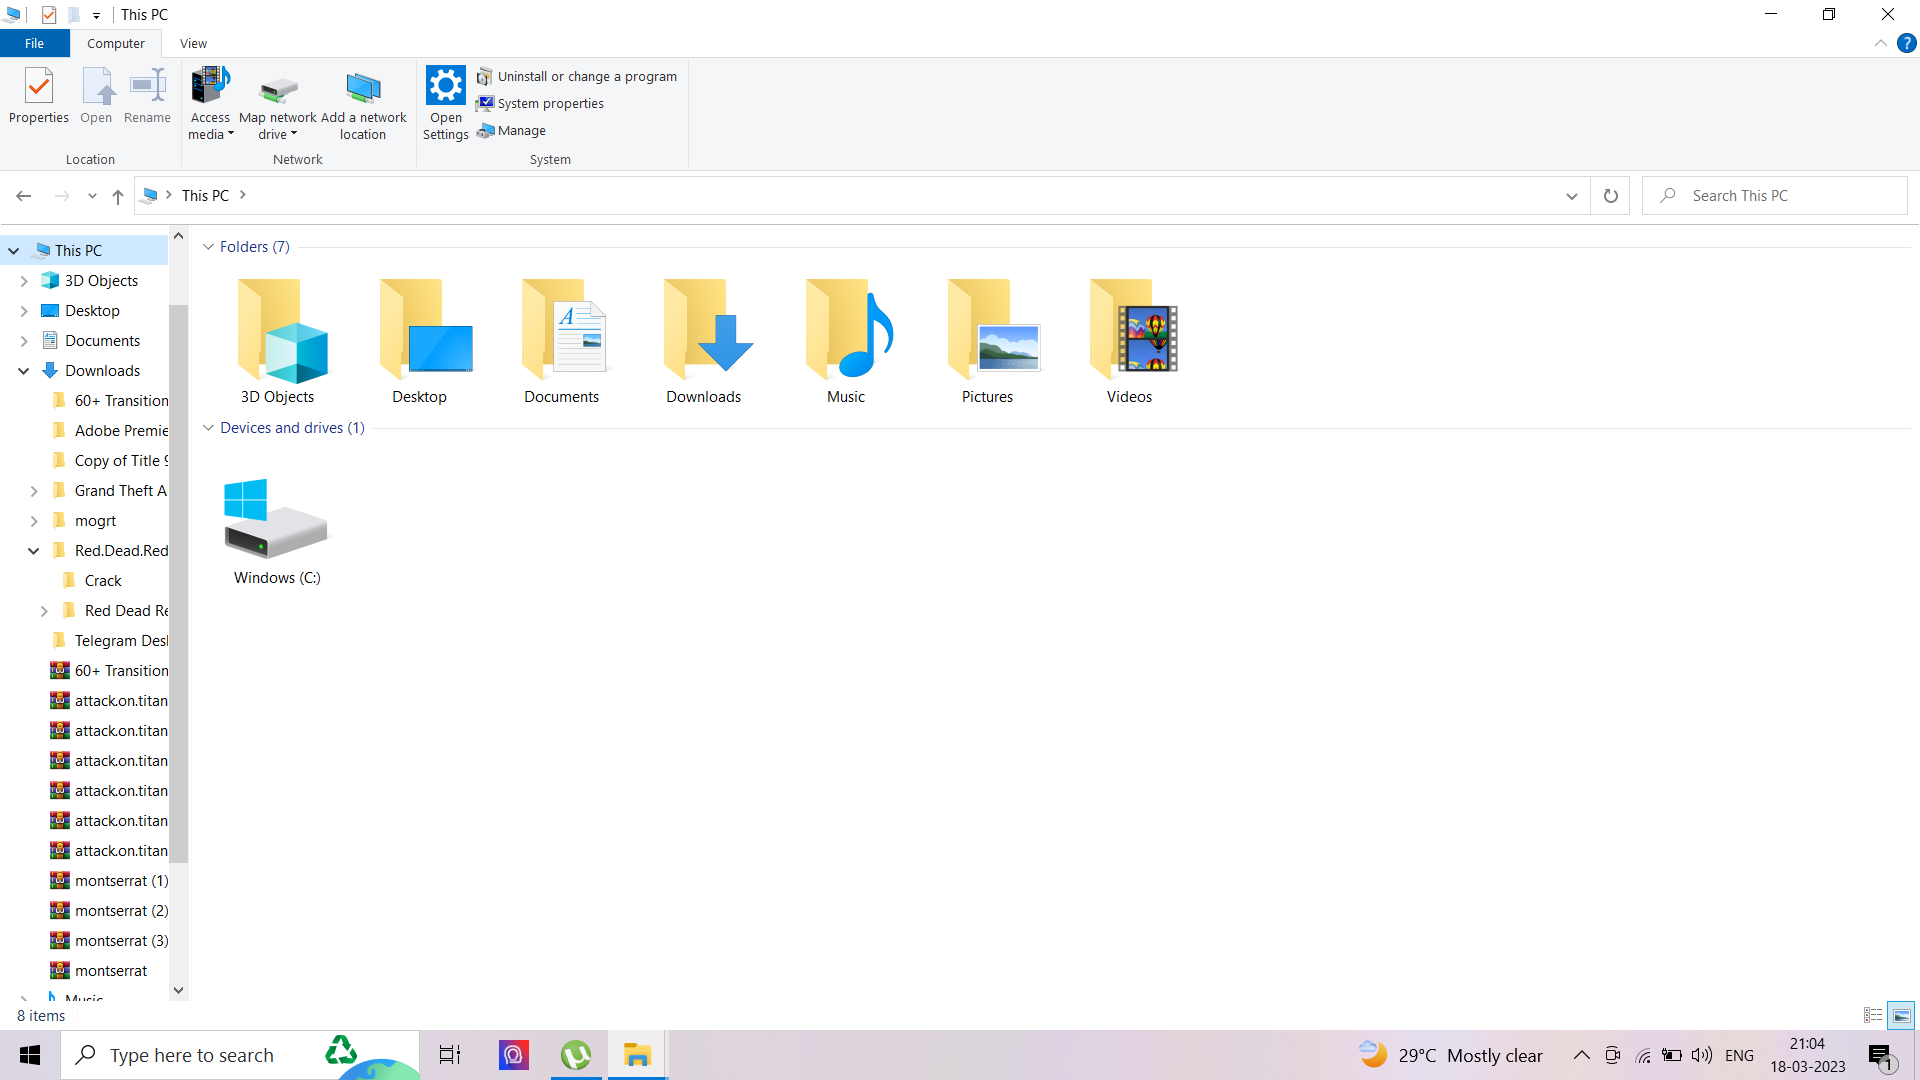 This PC
File
Computer
View
Properties
Open
Rename
Access media
Map network drive
Add a network location
Open Settings
Uninstall or change a program
System properties
Manage
Location
Network
System
This PC
Search This PC
This PC
3D Objects
Desktop
Documents
Downloads
60+ Transition
Adobe Premie
Copy of Title 9
Grand Theft A
mogrt
Red.Dead.Red
Crack
Red Dead Re
Telegram Desl
60+ Transition
attack.on.titan
attack.on.titan
attack.on.titan
attack.on.titan
attack.on.titan
attack.on.titan
montserrat (1)
montserrat (2)
montserrat (3)
montserrat
Music
Folders (7)
3D Objects
Desktop
Documents
Downloads
Music
Pictures
Videos
Devices and drives (1)
Windows (C:)
8 items
Type here to search
29°C Mostly clear
ENG
21:04
18-03-2023
1